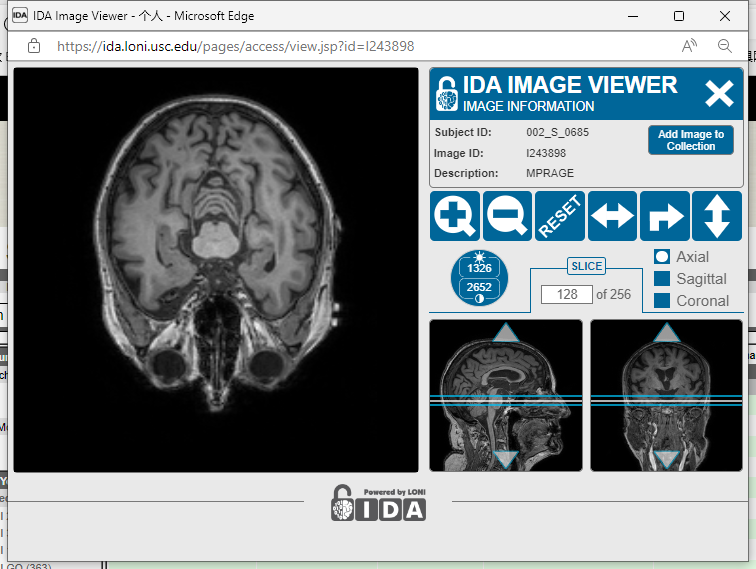 IDA Image Viewer - 个人 - Microsoft Edge
https://ida.loni.usc.edu/pages/access/view.jsp?id=I243898
IDA IMAGE VIEWER
IMAGE INFORMATION
Subject ID: 002_S_0685
Image ID: I243898
Description: MPRAGE
Add Image to
Collection
RESET
1326
2652
SLICE
128 of 256
Axial
Sagittal
Coronal
Powered by LONI
IDA
LGO (363)